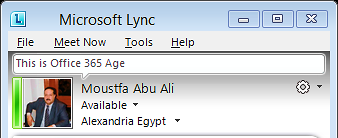 Microsoft Lync
File Meet Now Tools Help
This is Office 365 Age
Moustfa Abu Ali
Available
Alexandria Egypt